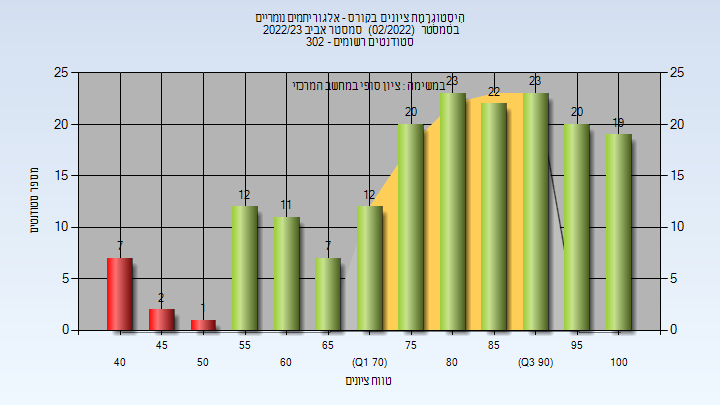 הִיסְטוֹגְרָמַת ציונים בקורס - אלגוריתמים נומריים
בסמסטר (02/2022) סמסטר אביב 2022/23
סטודנטים רשומים - 302
במשימה : ציון סופי במחשב המרכזי
25 25
20 20
15 15
10 10
5 5
0 0
מספר סטודנטים
7 2 1 12 11 7 12 20 23 22 23 20 19
45 55 65 75 85 95
40 50 60 (Q1 70) 80 (Q3 90) 100
טווח ציונים